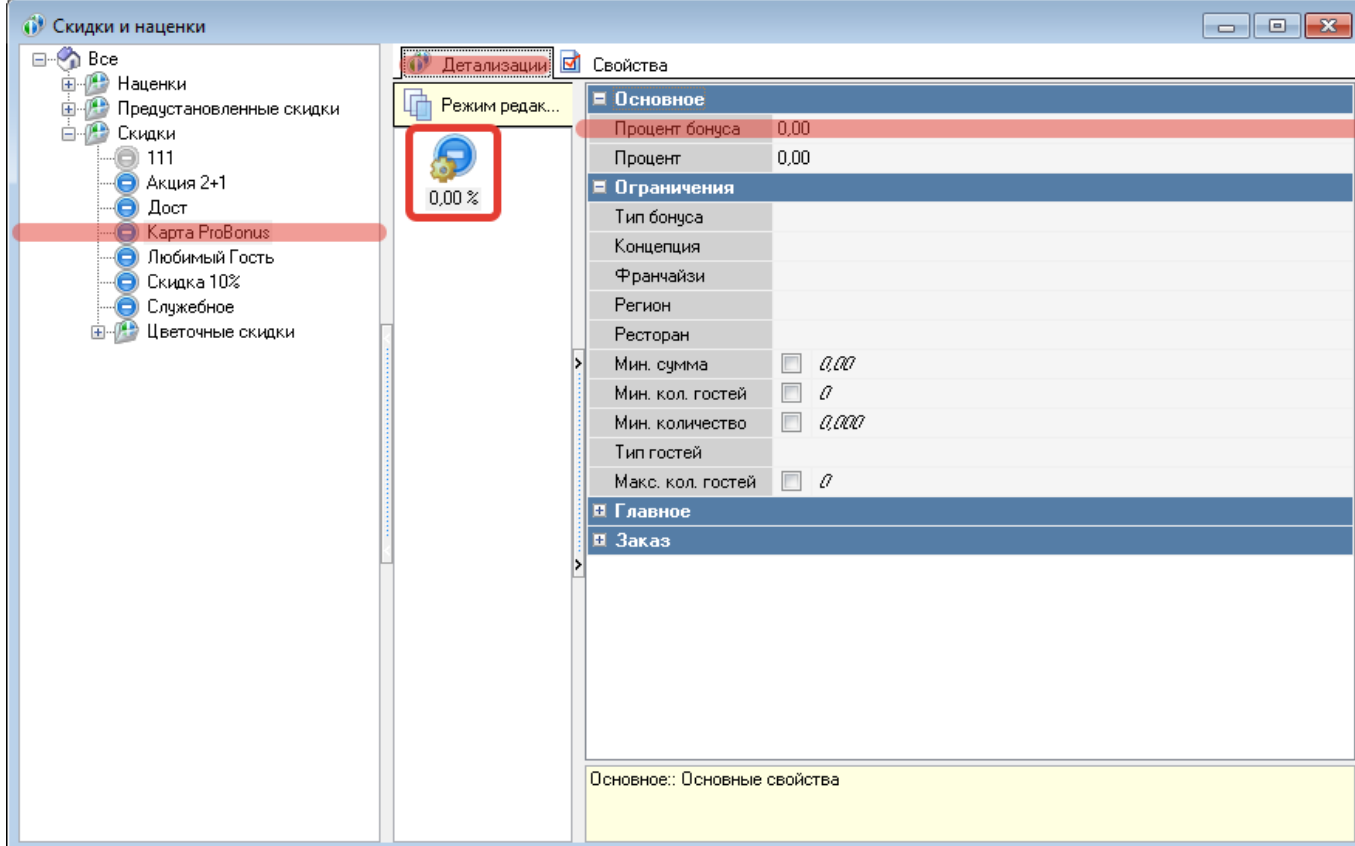 Скидки и наценки
Все
Наценки
Предустановленные скидки
Скидки
111
Акция 2+1
Дост
Карта ProBonus
Любимый Гость
Скидка 10%
Служебное
Цветочные скидки
Детализации
Свойства
Режим редак...
0,00 %
Основное
Процент бонуса 0,00
Процент 0,00
Ограничения
Тип бонуса
Концепция
Франчайзи
Регион
Ресторан
Мин. сумма 0,00
Мин. кол. гостей 0
Мин. количество 0,000
Тип гостей
Макс. кол. гостей 0
Главное
Заказ
Основное:: Основные свойства